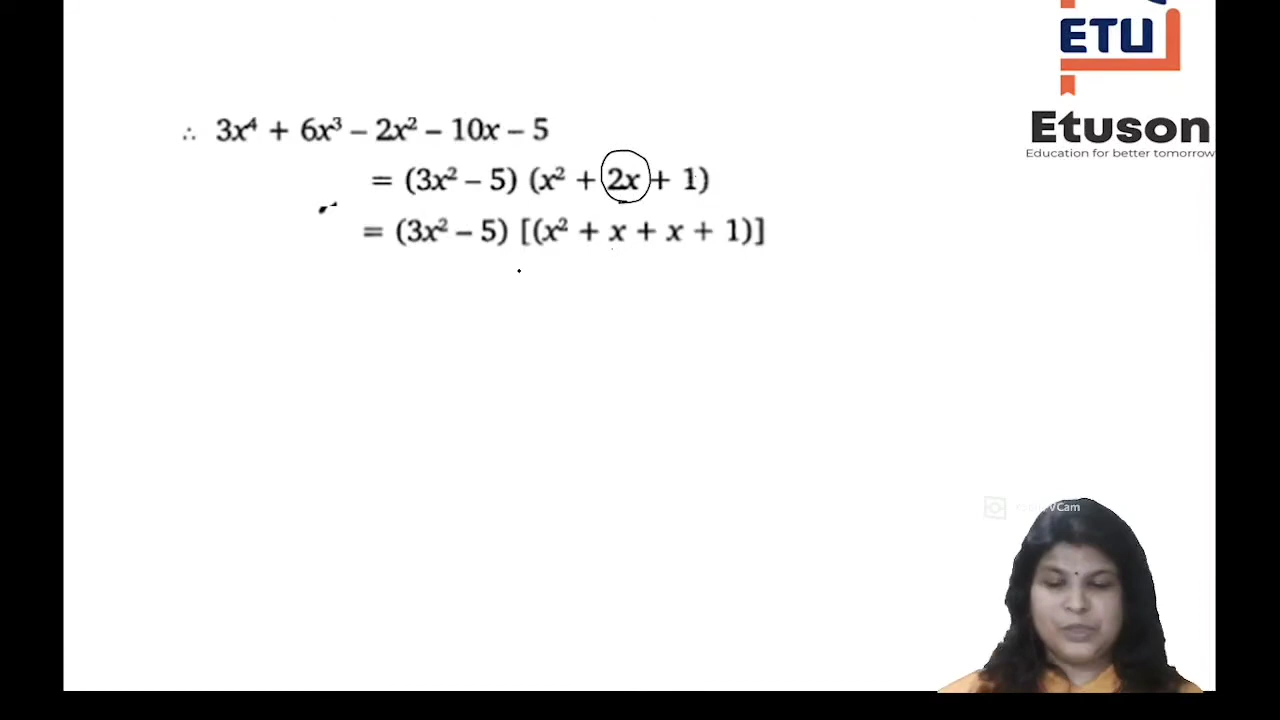 ETU
Etuson
Education for better tomorrow
∴ 3x⁴ + 6x³ – 2x² – 10x – 5
= (3x² – 5) (x² + 2x + 1)
= (3x² – 5) [(x² + x + x + 1)]